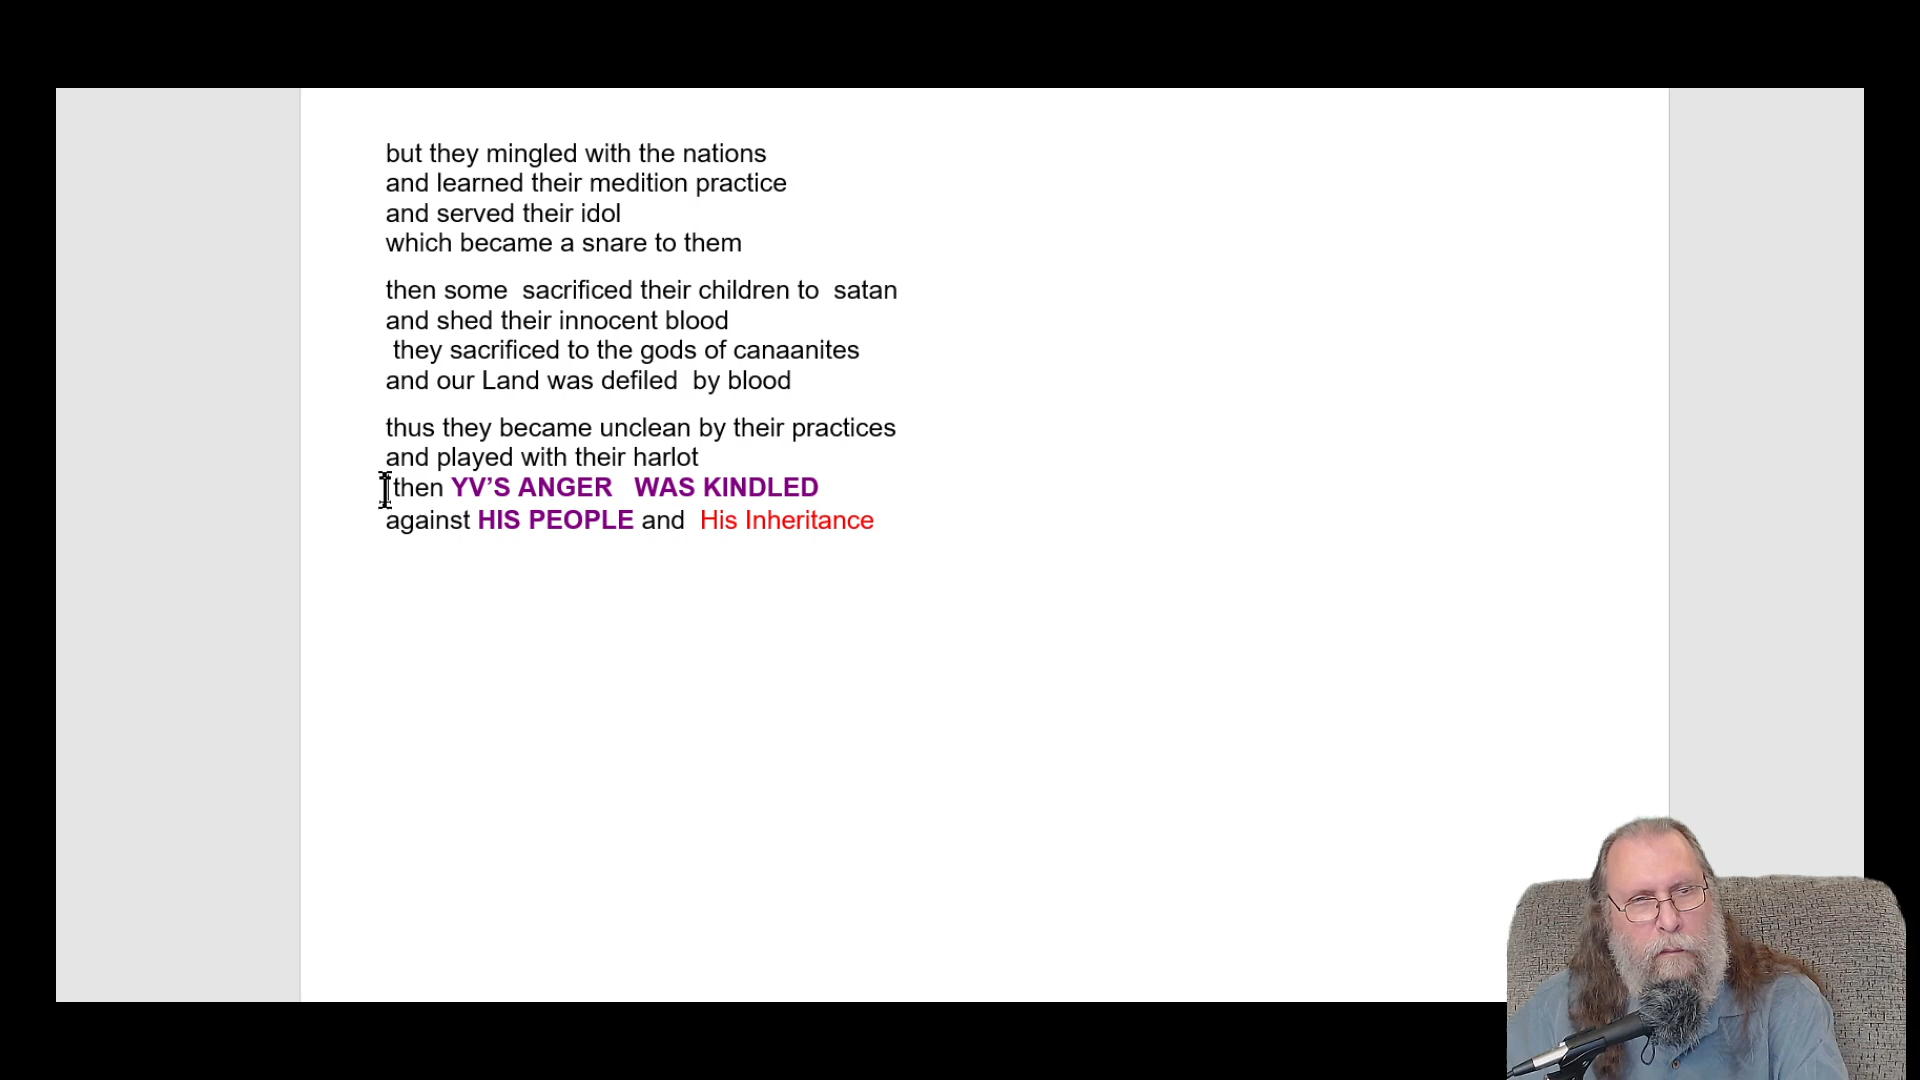 but they mingled with the nations
and learned their medition practice
and served their idol
which became a snare to them
then some  sacrificed their children to  satan
and shed their innocent blood
they sacrificed to the gods of canaanites
and our Land was defiled  by blood
thus they became unclean by their practices
and played with their harlot
then YV’S ANGER   WAS KINDLED
against HIS PEOPLE and  His Inheritance